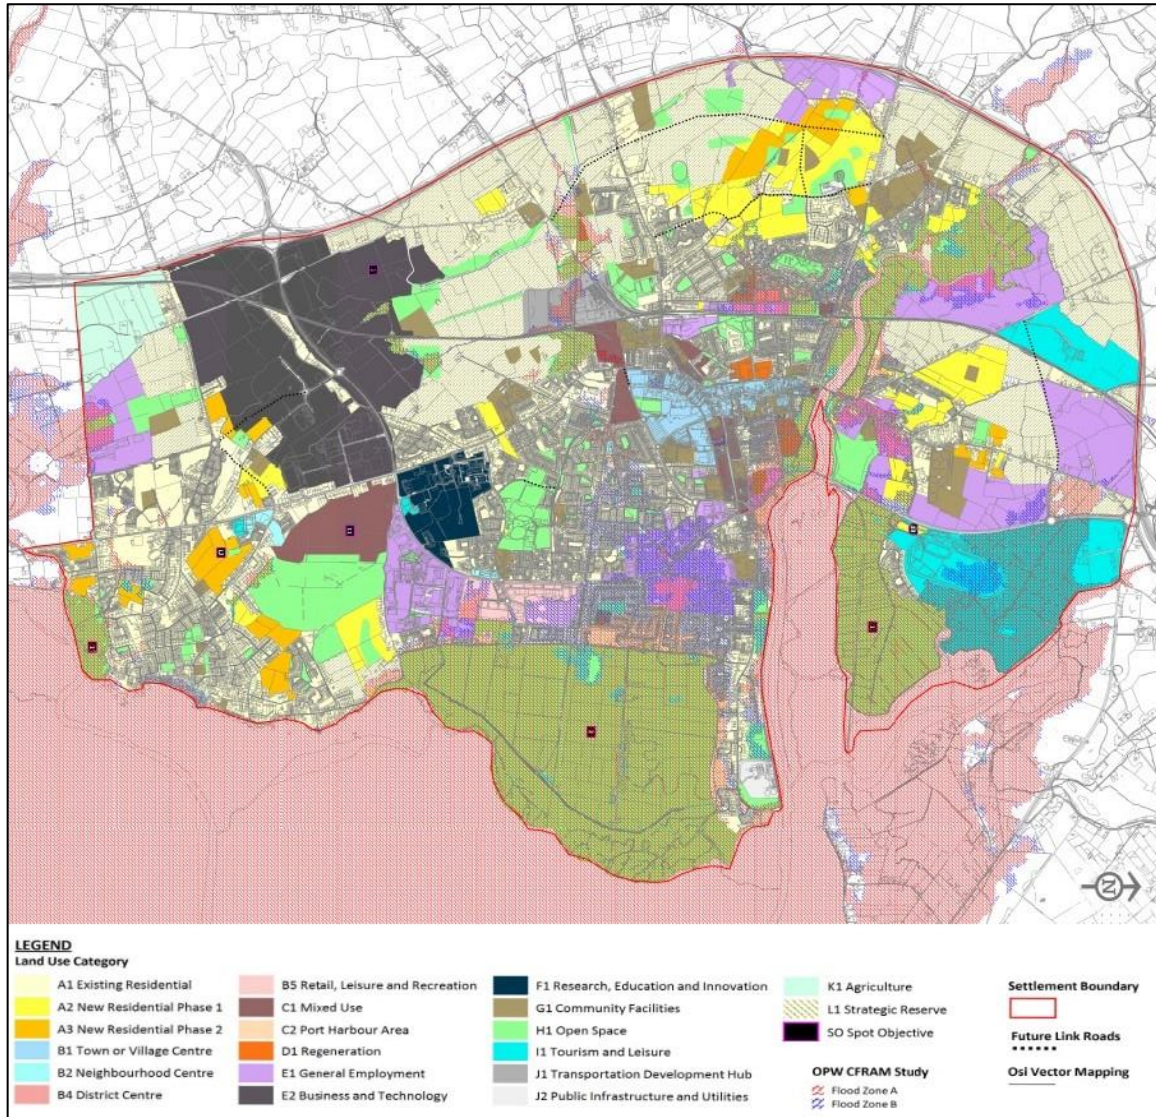 N
LEGEND
Land Use Category
A1 Existing Residential
A2 New Residential Phase 1
A3 New Residential Phase 2
B1 Town or Village Centre
B2 Neighbourhood Centre
B4 District Centre
B5 Retail, Leisure and Recreation
C1 Mixed Use
C2 Port Harbour Area
D1 Regeneration
E1 General Employment
E2 Business and Technology
F1 Research, Education and Innovation
G1 Community Facilities
H1 Open Space
I1 Tourism and Leisure
J1 Transportation Development Hub
J2 Public Infrastructure and Utilities
K1 Agriculture
L1 Strategic Reserve
SO Spot Objective
OPW CFRAM Study
Flood Zone A
Flood Zone B
Settlement Boundary
Future Link Roads
Osi Vector Mapping